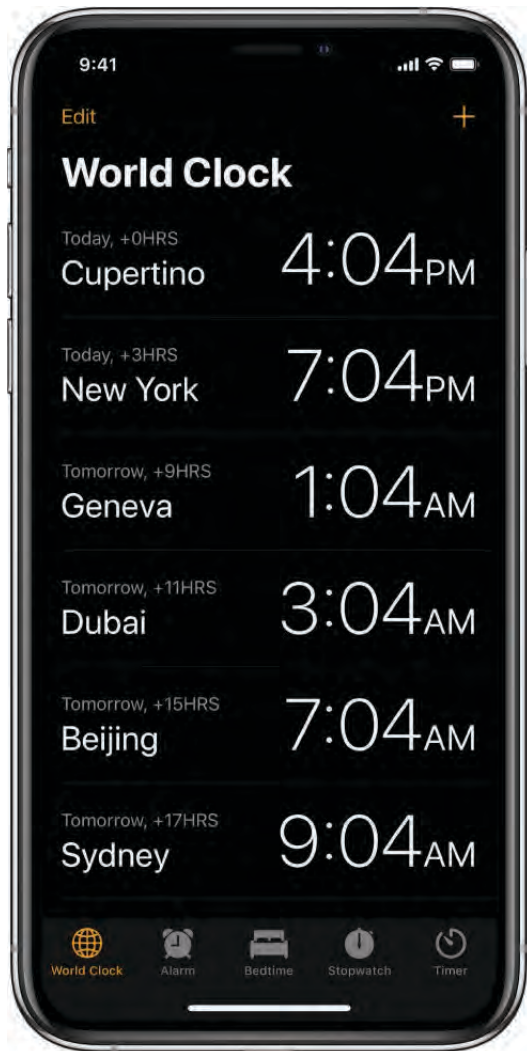 9:41
Edit
World Clock
Today, +0HRS
Cupertino 4:04PM
Today, +3HRS
New York 7:04PM
Tomorrow, +9HRS
Geneva 1:04AM
Tomorrow, +11HRS
Dubai 3:04AM
Tomorrow, +15HRS
Beijing 7:04AM
Tomorrow, +17HRS
Sydney 9:04AM
World Clock Alarm Bedtime Stopwatch Timer